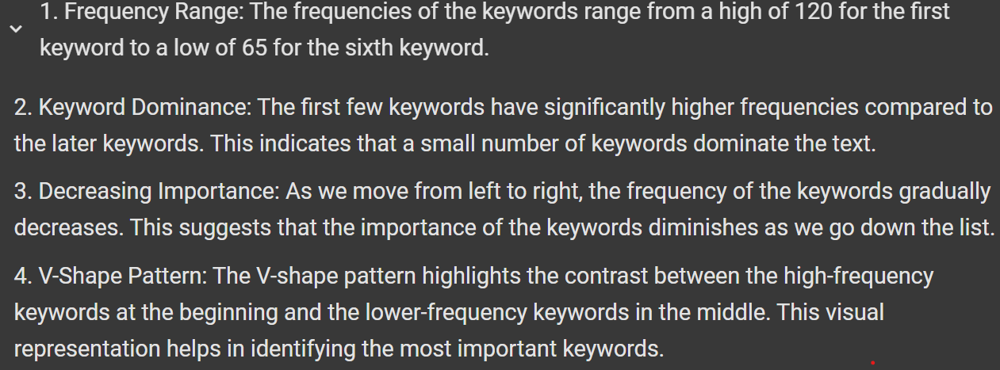 1. Frequency Range: The frequencies of the keywords range from a high of 120 for the first
keyword to a low of 65 for the sixth keyword.
2. Keyword Dominance: The first few keywords have significantly higher frequencies compared to
the later keywords. This indicates that a small number of keywords dominate the text.
3. Decreasing Importance: As we move from left to right, the frequency of the keywords gradually
decreases. This suggests that the importance of the keywords diminishes as we go down the list.
4. V-Shape Pattern: The V-shape pattern highlights the contrast between the high-frequency
keywords at the beginning and the lower-frequency keywords in the middle. This visual
representation helps in identifying the most important keywords.